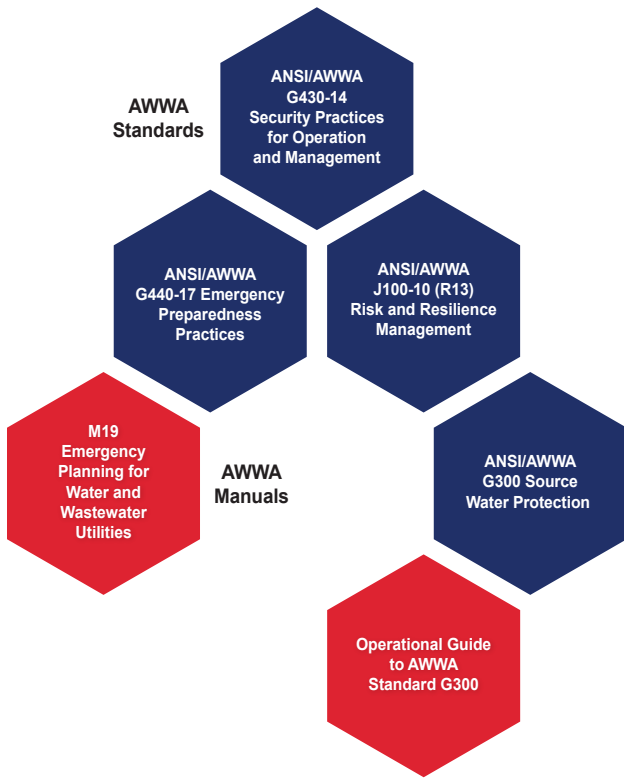 ANSI/AWWA
G430-14
Security Practices
for Operation
and Management
AWWA
Standards
ANSI/AWWA
G440-17 Emergency
Preparedness
Practices
ANSI/AWWA
J100-10 (R13)
Risk and Resilience
Management
M19
Emergency
Planning for
Water and
Wastewater
Utilities
AWWA
Manuals
ANSI/AWWA
G300 Source
Water Protection
Operational Guide
to AWWA
Standard G300